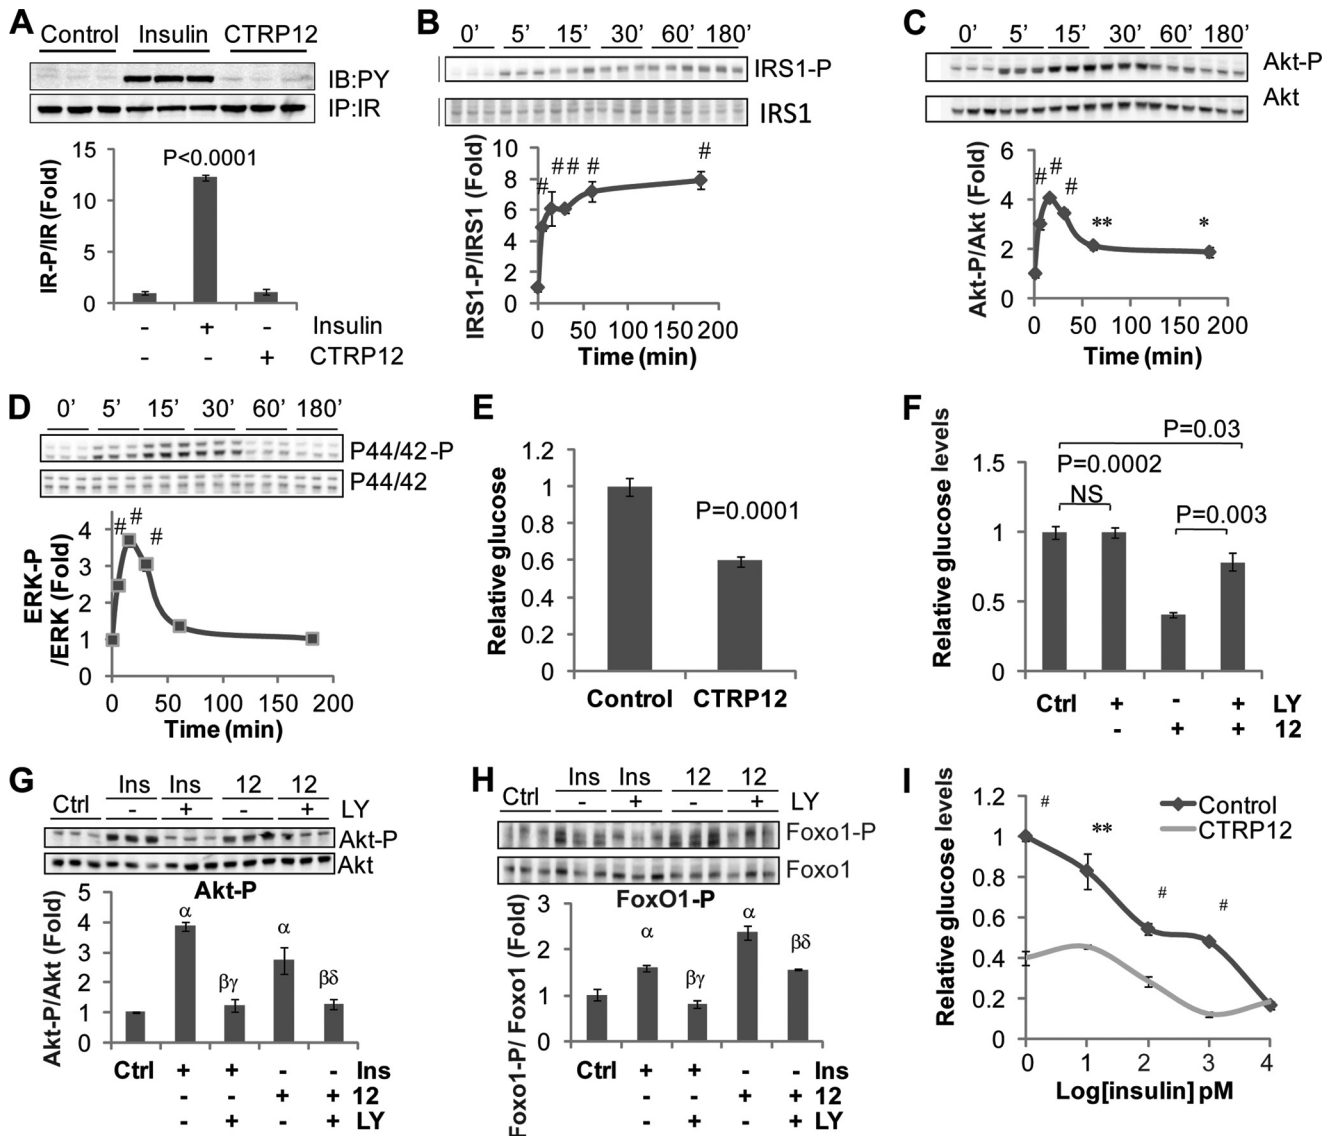 A
Control Insulin CTRP12
IB:PY
IP:IR
IR-P/IR (Fold)
15
10
5
0
P<0.0001
- + - Insulin
- - + CTRP12
B
0’ 5’ 15’ 30’ 60’ 180’
IRS1-P
IRS1
IRS1-P/IRS1 (Fold)
10
8
6
4
2
0
# ## # #
0 50 100 150 200
Time (min)
C
0’ 5’ 15’ 30’ 60’ 180’
Akt-P
Akt
Akt-P/Akt (Fold)
6
4
2
0
# # # ** *
0 50 100 150 200
Time (min)
D
0’ 5’ 15’ 30’ 60’ 180’
P44/42-P
P44/42
ERK-P
/ERK (Fold)
4
3
2
1
0
# # #
0 50 100 150 200
Time (min)
E
Relative glucose
1.2
1
0.8
0.6
0.4
0.2
0
P=0.0001
Control CTRP12
F
Relative glucose levels
1.5
1
0.5
0
P=0.03
P=0.0002
NS
P=0.003
Ctrl + - + LY
- + + 12
G
Ctrl Ins Ins 12 12
- + - + LY
Akt-P
Akt
Akt-P
Akt-P/Akt (Fold)
5
4
3
2
1
0
α βγ α βδ
Ctrl + + - - Ins
- - + + 12
- + - + LY
H
Ctrl Ins Ins 12 12
- + - + LY
Foxo1-P
Foxo1
FoxO1-P
Foxo1-P/ Foxo1 (Fold)
3
2
1
0
α βγ α βδ
Ctrl + + - - Ins
- - + + 12
- + - + LY
I
Relative glucose levels
1.2
1
0.8
0.6
0.4
0.2
0
# ** # #
Control
CTRP12
0 1 2 3 4
Log[insulin] pM